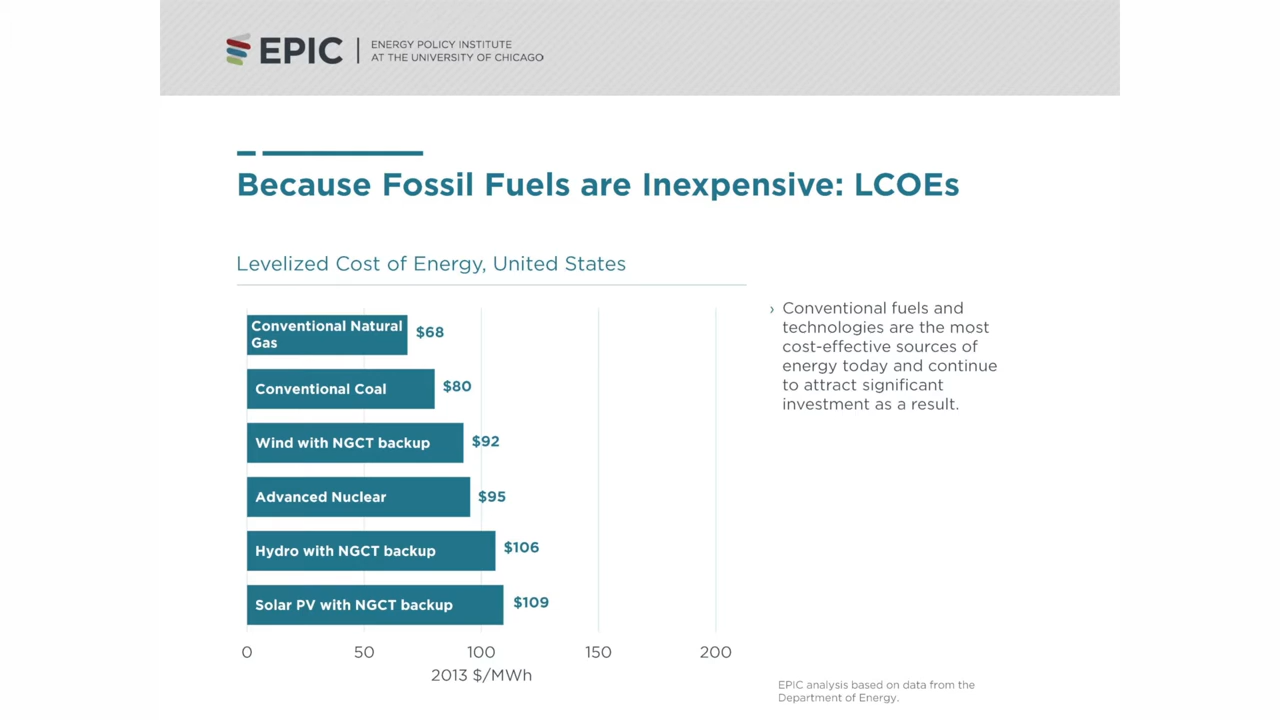 EPIC
ENERGY POLICY INSTITUTE
AT THE UNIVERSITY OF CHICAGO
Because Fossil Fuels are Inexpensive: LCOEs
Levelized Cost of Energy, United States
Conventional Natural
Gas
$68
Conventional Coal
$80
Wind with NGCT backup
$92
Advanced Nuclear
$95
Hydro with NGCT backup
$106
Solar PV with NGCT backup
$109
0 50 100 150 200
2013 $/MWh
› Conventional fuels and
technologies are the most
cost-effective sources of
energy today and continue
to attract significant
investment as a result.
EPIC analysis based on data from the
Department of Energy.